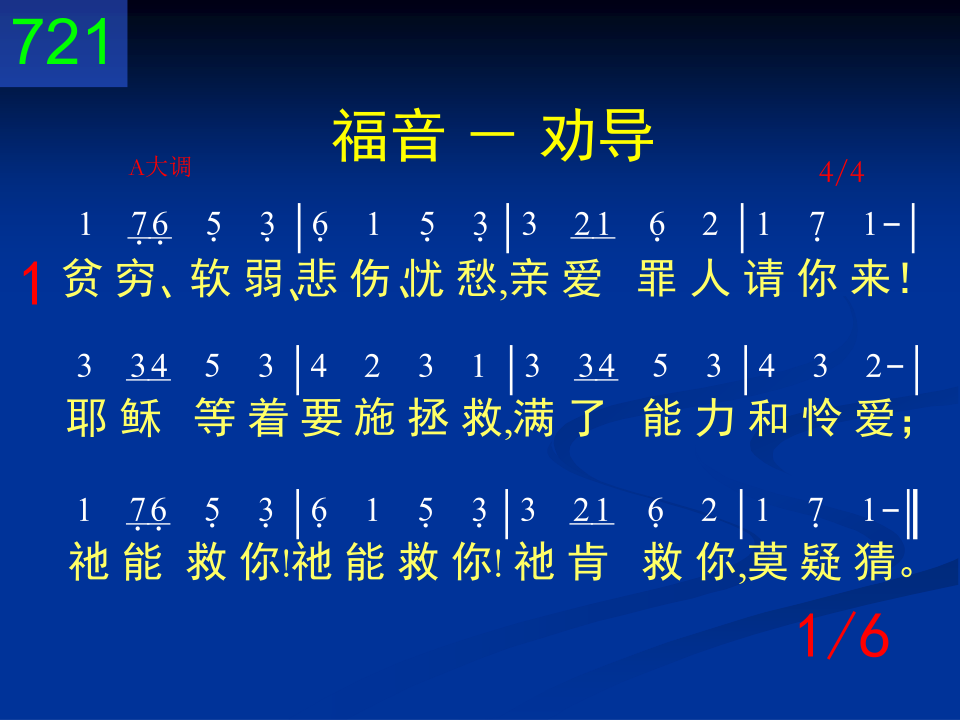 721
福音 － 劝导
A大调 4/4
1 7̣6̣ 5̣ 3̣ | 6̣ 1 5̣ 3̣ | 3 21 6̣ 2 | 1 7̣ 1- |
1 贫穷、软弱、悲伤、忧愁,亲爱 罪人请你来！
3 34 5 3 | 4 2 3 1 | 3 34 5 3 | 4 3 2- |
耶稣 等着要施拯救,满了 能力和怜爱；
1 7̣6̣ 5̣ 3̣ | 6̣ 1 5̣ 3̣ | 3 21 6̣ 2 | 1 7̣ 1- ‖
祂能 救你!祂能救你! 祂肯 救你,莫疑猜。
1/6